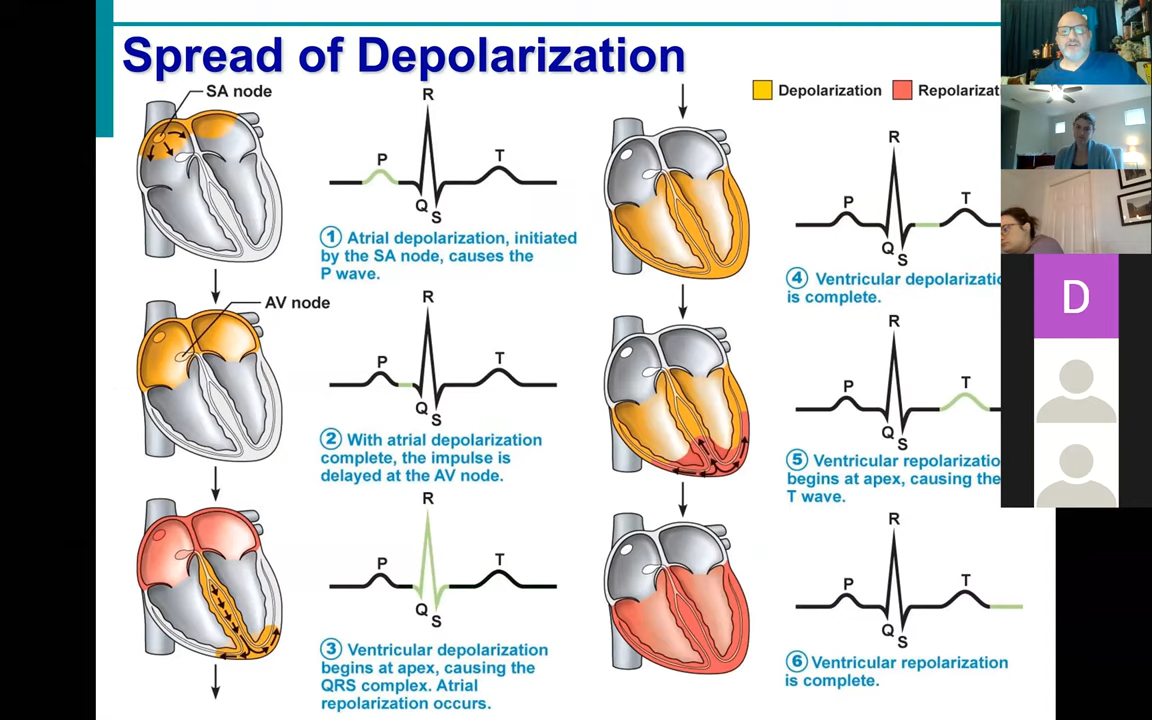 Spread of Depolarization
SA node
R
P
T
Q
S
1 Atrial depolarization, initiated
by the SA node, causes the
P wave.
AV node
R
P
T
Q
S
2 With atrial depolarization
complete, the impulse is
delayed at the AV node.
R
P
T
Q
S
3 Ventricular depolarization
begins at apex, causing the
QRS complex. Atrial
repolarization occurs.
Depolarization
Repolarizat
R
P
T
Q
S
4 Ventricular depolarizatio
is complete.
R
P
T
Q
S
5 Ventricular repolarizatio
begins at apex, causing the
T wave.
R
P
T
Q
S
6 Ventricular repolarization
is complete.
D